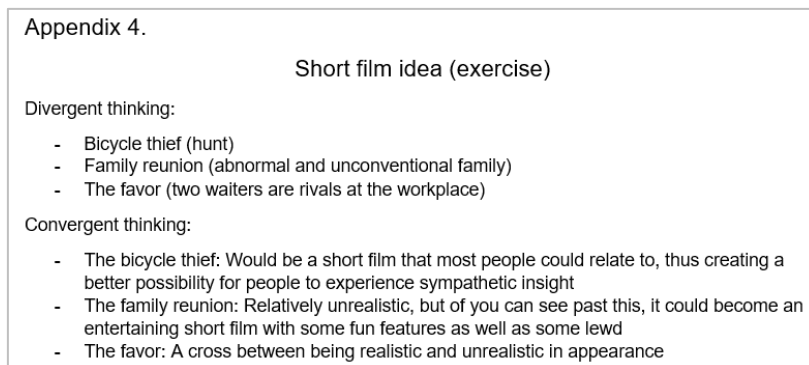 Appendix 4.
Short film idea (exercise)
Divergent thinking:
- Bicycle thief (hunt)
- Family reunion (abnormal and unconventional family)
- The favor (two waiters are rivals at the workplace)
Convergent thinking:
- The bicycle thief: Would be a short film that most people could relate to, thus creating a
better possibility for people to experience sympathetic insight
- The family reunion: Relatively unrealistic, but of you can see past this, it could become an
entertaining short film with some fun features as well as some lewd
- The favor: A cross between being realistic and unrealistic in appearance